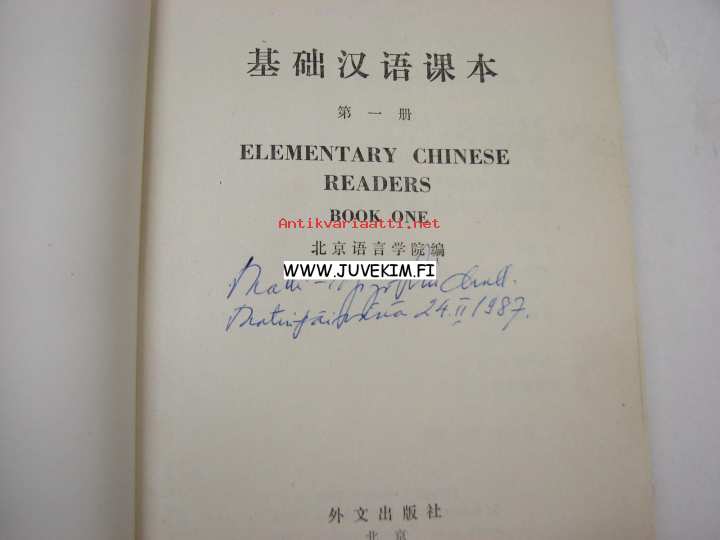 基础汉语课本
第一册
ELEMENTARY CHINESE
READERS
BOOK ONE
Antikvariaatti.net
北京语言学院编
WWW.JUVEKIM.FI
24.II 1987.
外文出版社
北京